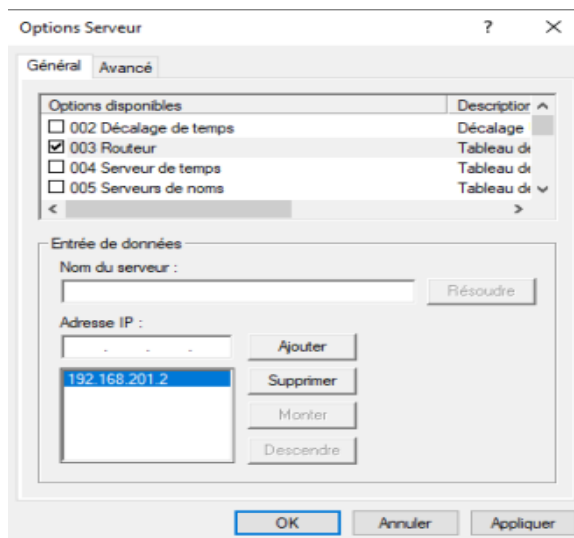 Options Serveur ?
Général Avancé
Options disponibles Description
002 Décalage de temps Décalage
003 Routeur Tableau de
004 Serveur de temps Tableau de
005 Serveurs de noms Tableau de
Entrée de données
Nom du serveur :
Résoudre
Adresse IP :
Ajouter
192.168.201.2 Supprimer
Monter
Descendre
OK Annuler Appliquer